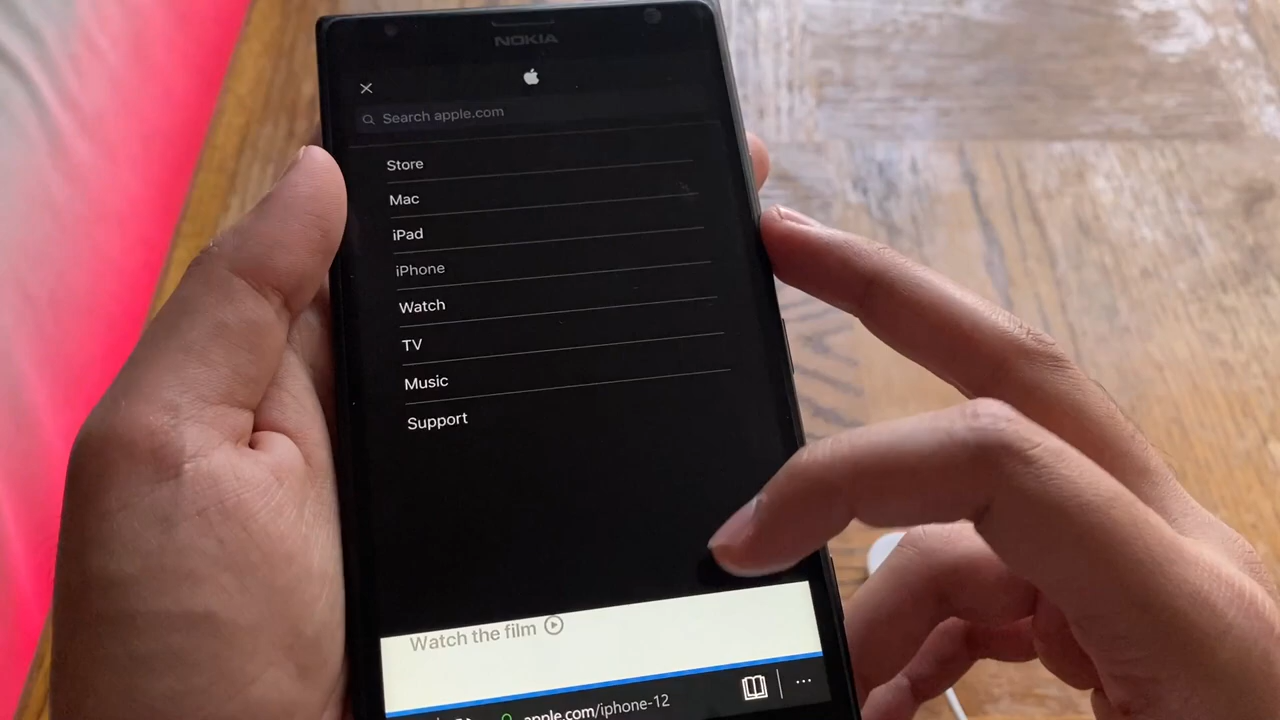 NOKIA
Search apple.com
Store
Mac
iPad
iPhone
Watch
TV
Music
Support
Watch the film
apple.com/iphone-12